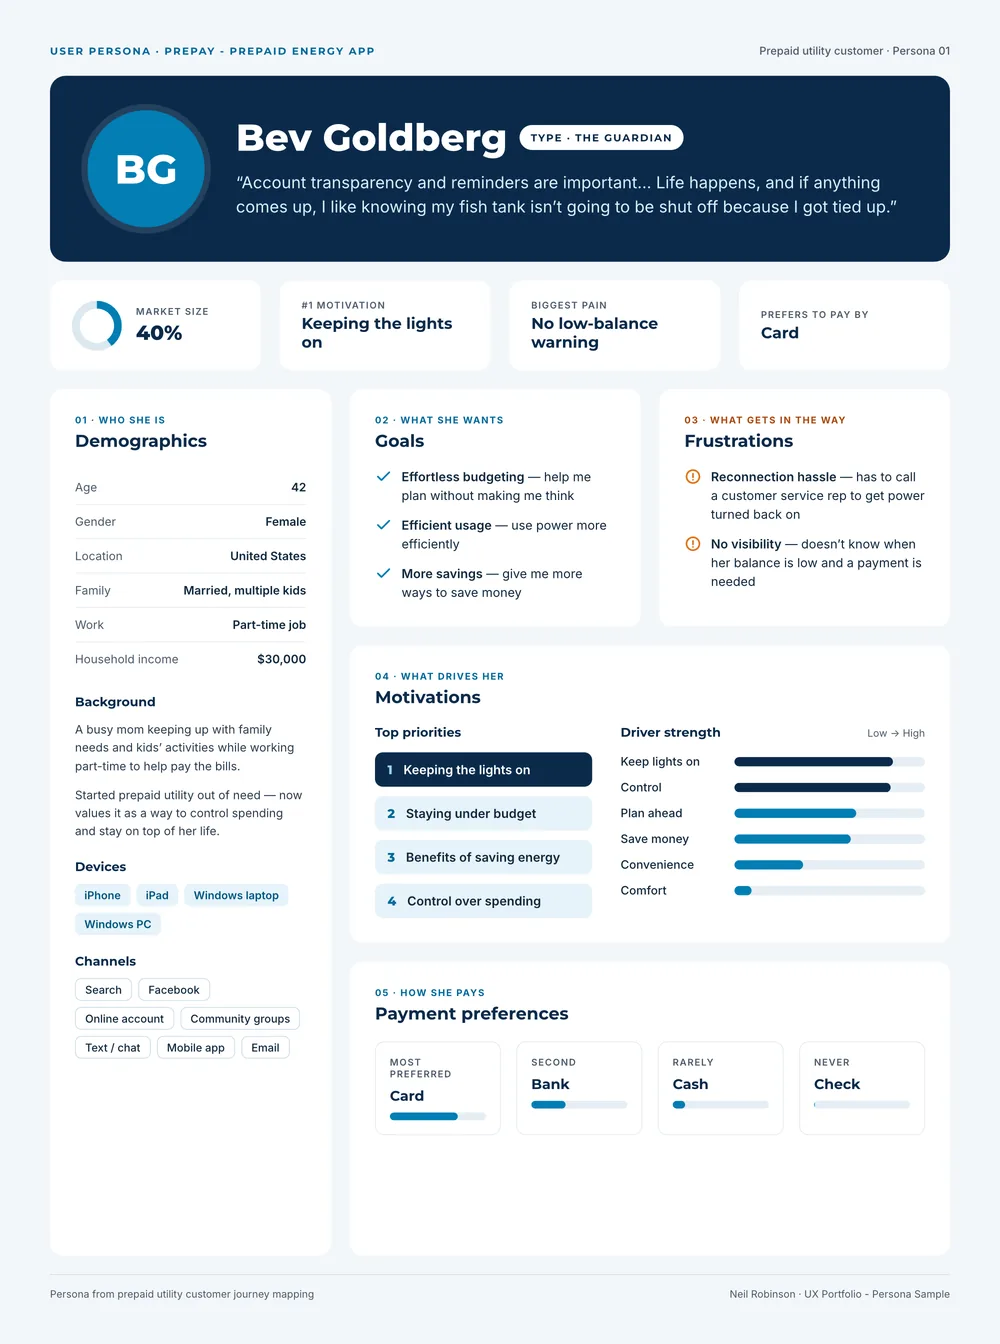 USER PERSONA · PREPAY - PREPAID ENERGY APP
Prepaid utility customer · Persona 01
BG
Bev Goldberg
TYPE · THE GUARDIAN
“Account transparency and reminders are important... Life happens, and if anything
comes up, I like knowing my fish tank isn’t going to be shut off because I got tied up.”
MARKET SIZE
40%
#1 MOTIVATION
Keeping the lights
on
BIGGEST PAIN
No low-balance
warning
PREFERS TO PAY BY
Card
01 · WHO SHE IS
Demographics
Age 42
Gender Female
Location United States
Family Married, multiple kids
Work Part-time job
Household income $30,000
Background
A busy mom keeping up with family
needs and kids’ activities while working
part-time to help pay the bills.
Started prepaid utility out of need — now
values it as a way to control spending
and stay on top of her life.
Devices
iPhone iPad Windows laptop
Windows PC
Channels
Search Facebook
Online account Community groups
Text / chat Mobile app Email
02 · WHAT SHE WANTS
Goals
Effortless budgeting — help me
plan without making me think
Efficient usage — use power more
efficiently
More savings — give me more
ways to save money
03 · WHAT GETS IN THE WAY
Frustrations
Reconnection hassle — has to call
a customer service rep to get power
turned back on
No visibility — doesn’t know when
her balance is low and a payment is
needed
04 · WHAT DRIVES HER
Motivations
Top priorities
1 Keeping the lights on
2 Staying under budget
3 Benefits of saving energy
4 Control over spending
Driver strength Low → High
Keep lights on
Control
Plan ahead
Save money
Convenience
Comfort
05 · HOW SHE PAYS
Payment preferences
MOST
PREFERRED
Card
SECOND
Bank
RARELY
Cash
NEVER
Check
Persona from prepaid utility customer journey mapping
Neil Robinson · UX Portfolio - Persona Sample